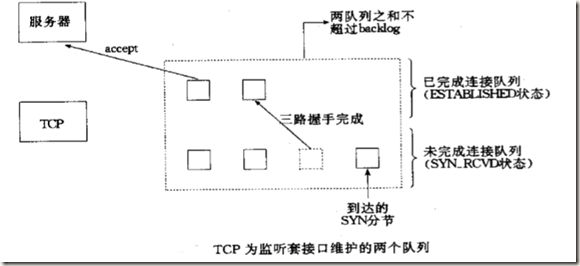 服务器
两队列之和不
超过backlog
accept
已完成连接队列
(ESTABLISHED状态)
TCP
三路握手完成
未完成连接队列
(SYN_RCVD状态)
到达的
SYN分节
TCP 为监听套接口维护的两个队列